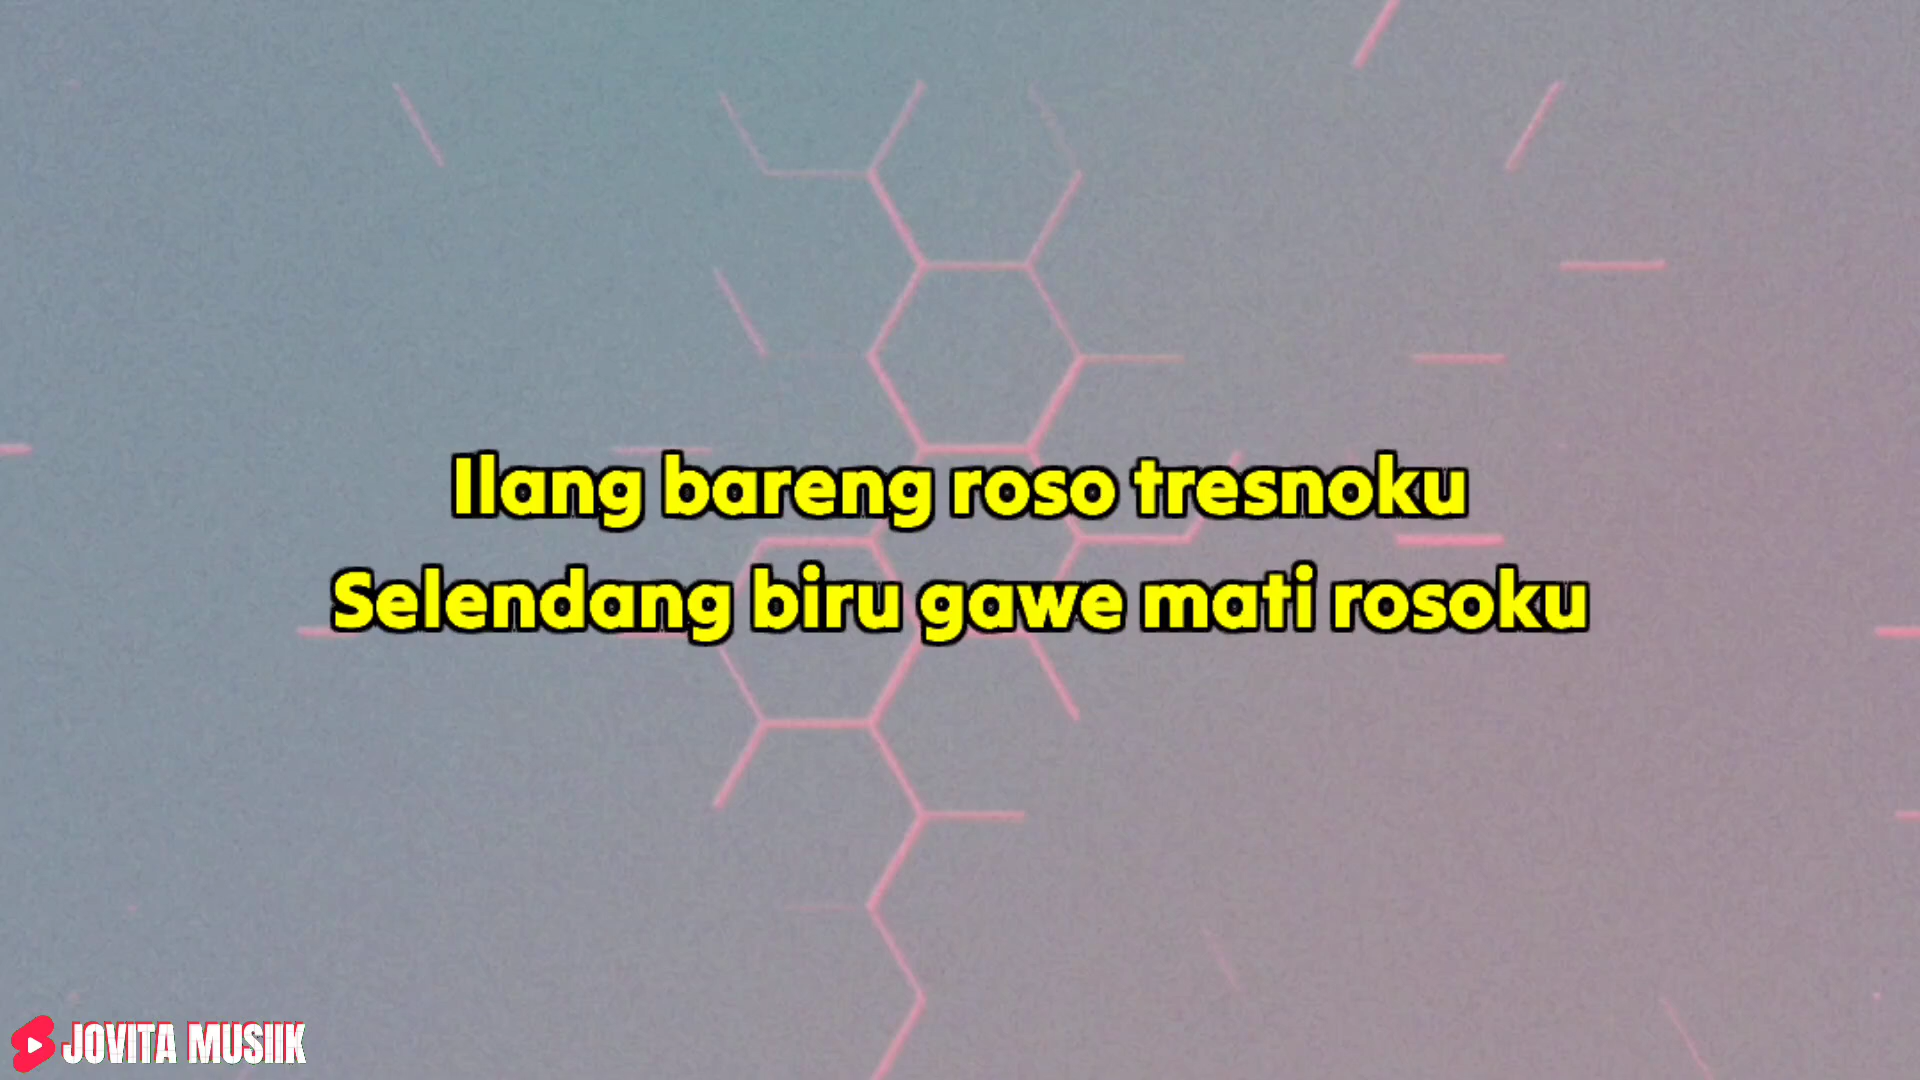 Ilang bareng roso tresnoku
Selendang biru gawe mati rosoku
JOVITA MUSIIK